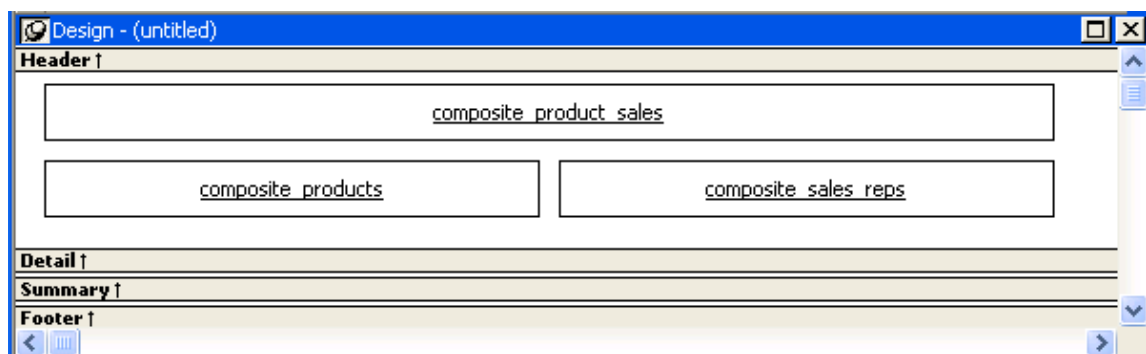 Design - (untitled)
Header ↑
composite_product_sales
composite_products
composite_sales_reps
Detail ↑
Summary ↑
Footer ↑